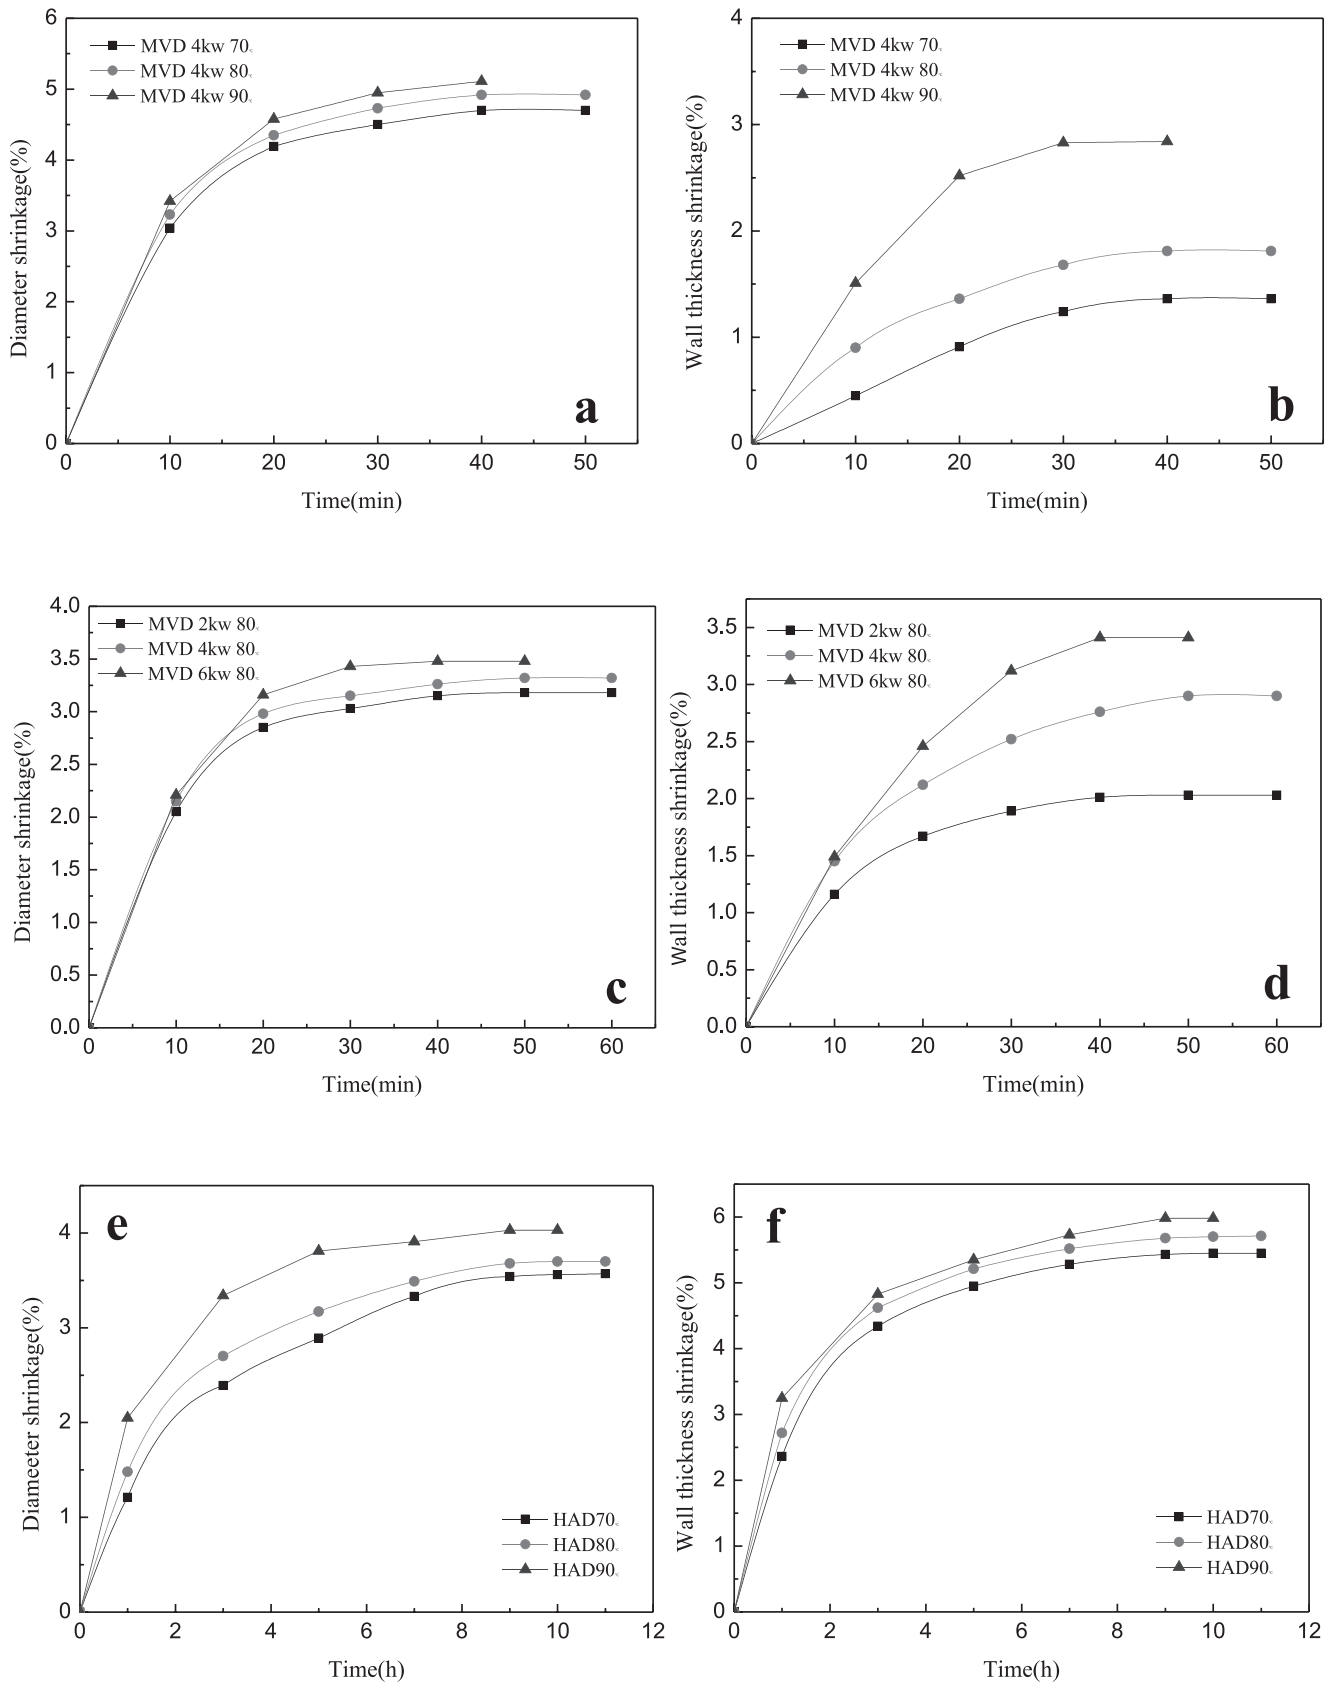 6
5
4
3
2
1
0
Diameter shrinkage(%)
MVD 4kw 70℃
MVD 4kw 80℃
MVD 4kw 90℃
a
0 10 20 30 40 50
Time(min)
4
3
2
1
0
Wall thickness shrinkage(%)
MVD 4kw 70℃
MVD 4kw 80℃
MVD 4kw 90℃
b
0 10 20 30 40 50
Time(min)
4.0
3.5
3.0
2.5
2.0
1.5
1.0
0.5
0.0
Diameter shrinkage(%)
MVD 2kw 80℃
MVD 4kw 80℃
MVD 6kw 80℃
c
0 10 20 30 40 50 60
Time(min)
3.5
3.0
2.5
2.0
1.5
1.0
0.5
0.0
Wall thickness shrinkage(%)
MVD 2kw 80℃
MVD 4kw 80℃
MVD 6kw 80℃
d
0 10 20 30 40 50 60
Time(min)
4
3
2
1
0
Diameeter shrinkage(%)
e
HAD70℃
HAD80℃
HAD90℃
0 2 4 6 8 10 12
Time(h)
6
5
4
3
2
1
0
Wall thickness shrinkage(%)
f
HAD70℃
HAD80℃
HAD90℃
0 2 4 6 8 10 12
Time(h)